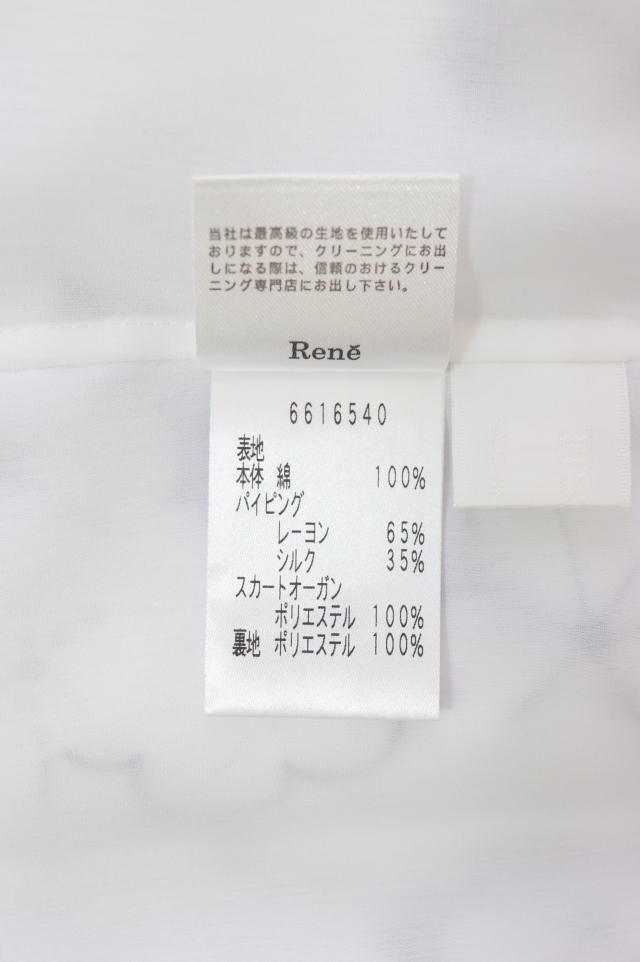 当社は最高級の生地を使用いたして
おりますので、クリーニングにお出
しになる際は、信頼のおけるクリー
ニング専門店にお出し下さい。
René
6616540
表地
本体 綿 100%
パイピング
レーヨン 65%
シルク 35%
スカートオーガン
ポリエステル 100%
裏地 ポリエステル 100%